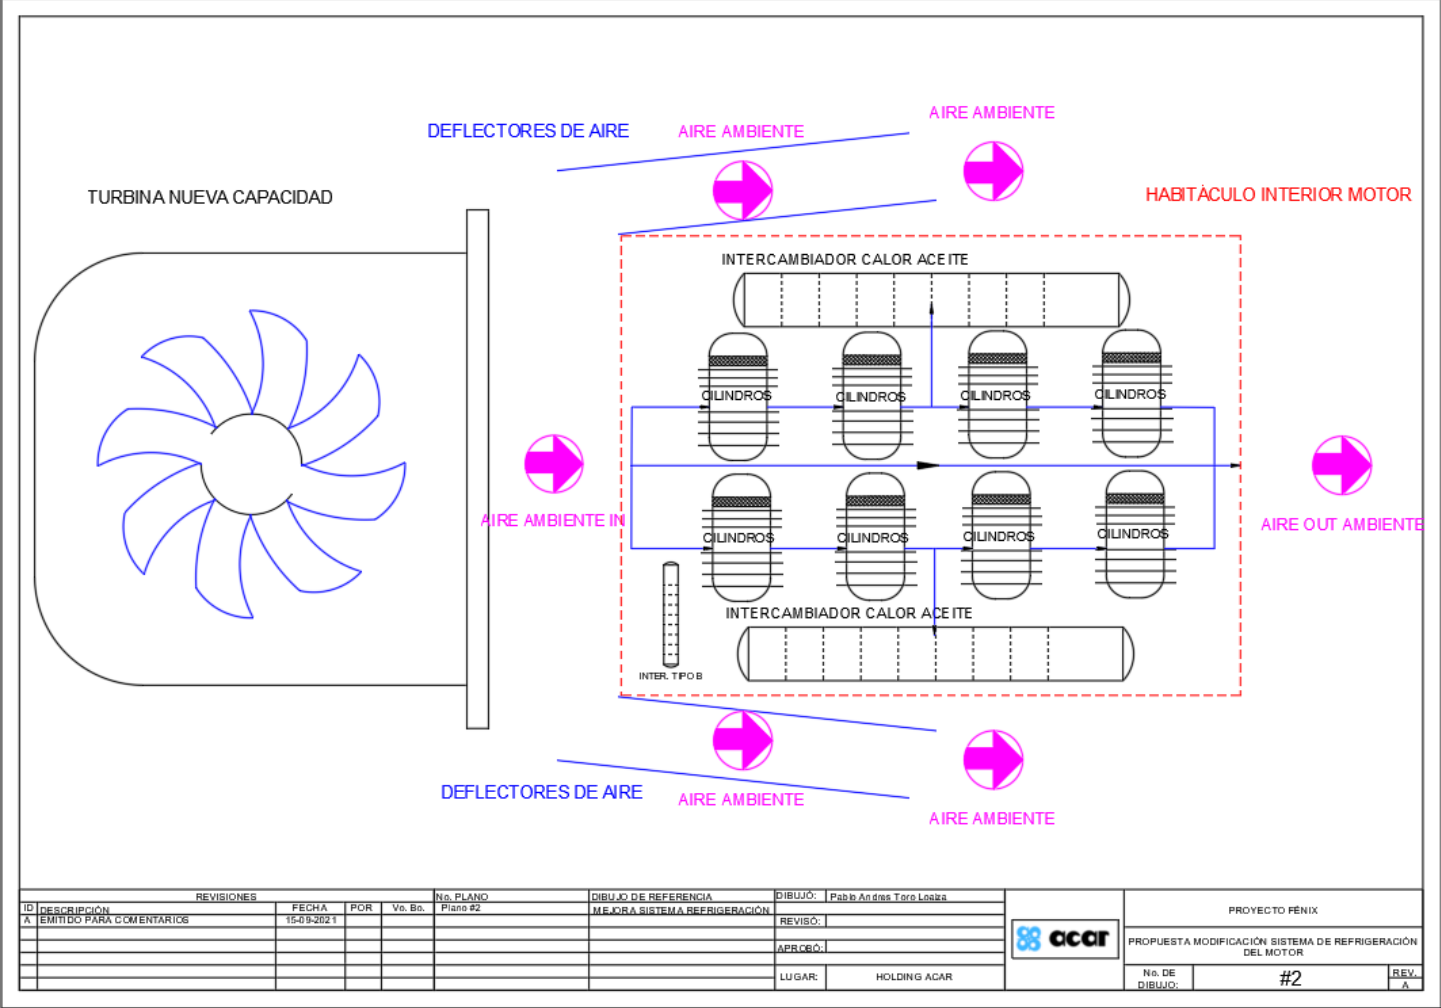 AIRE AMBIENTE
DEFLECTORES DE AIRE
AIRE AMBIENTE
TURBINA NUEVA CAPACIDAD
HABITÀCULO INTERIOR MOTOR
INTERCAMBIADOR CALOR ACEITE
CILINDROS
CILINDROS
CILINDROS
CILINDROS
AIRE AMBIENTE IN
AIRE OUT AMBIENTE
CILINDROS
CILINDROS
CILINDROS
CILINDROS
INTERCAMBIADOR CALOR ACEITE
INTER. TIPO B
DEFLECTORES DE AIRE
AIRE AMBIENTE
AIRE AMBIENTE
REVISIONES
ID DESCRIPCIÓN FECHA POR Vo. Bo.
A EMITIDO PARA COMENTARIOS 15-09-2021
No. PLANO
Plano #2
DIBUJO DE REFERENCIA
MEJORA SISTEMA REFRIGERACIÓN
DIBUJÓ: Pablo Andres Toro Loaiza
REVISÓ:
APROBÓ:
LUGAR: HOLDING ACAR
acar
PROYECTO FÉNIX
PROPUESTA MODIFICACIÓN SISTEMA DE REFRIGERACIÓN
DEL MOTOR
No. DE
DIBUJO:
#2
REV.
A